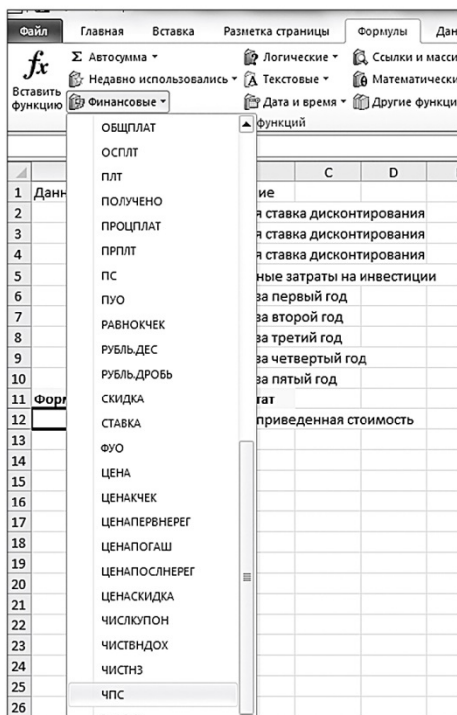 Файл Главная Вставка Разметка страницы Формулы Дан
fx Вставить функцию
Σ Автосумма
Недавно использовались
Финансовые
Логические
Текстовые
Дата и время
Ссылки и масси
Математически
Другие функци
функций
ОБЩПЛАТ
ОСПЛТ
ПЛТ
ПОЛУЧЕНО
ПРОЦПЛАТ
ПРПЛТ
ПС
ПУО
РАВНОКЧЕК
РУБЛЬ.ДЕС
РУБЛЬ.ДРОБЬ
СКИДКА
СТАВКА
ФУО
ЦЕНА
ЦЕНАКЧЕК
ЦЕНАПЕРВНЕРЕГ
ЦЕНАПОГАШ
ЦЕНАПОСЛНЕРЕГ
ЦЕНАСКИДКА
ЧИСЛКУПОН
ЧИСТВНДОХ
ЧИСТНЗ
ЧПС
C D
1 Данн ие
2 я ставка дисконтирования
3 я ставка дисконтирования
4 я ставка дисконтирования
5 ные затраты на инвестиции
6 за первый год
7 за второй год
8 за третий год
9 за четвертый год
10 за пятый год
11 Форм тат
12 приведенная стоимость
13
14
15
16
17
18
19
20
21
22
23
24
25
26